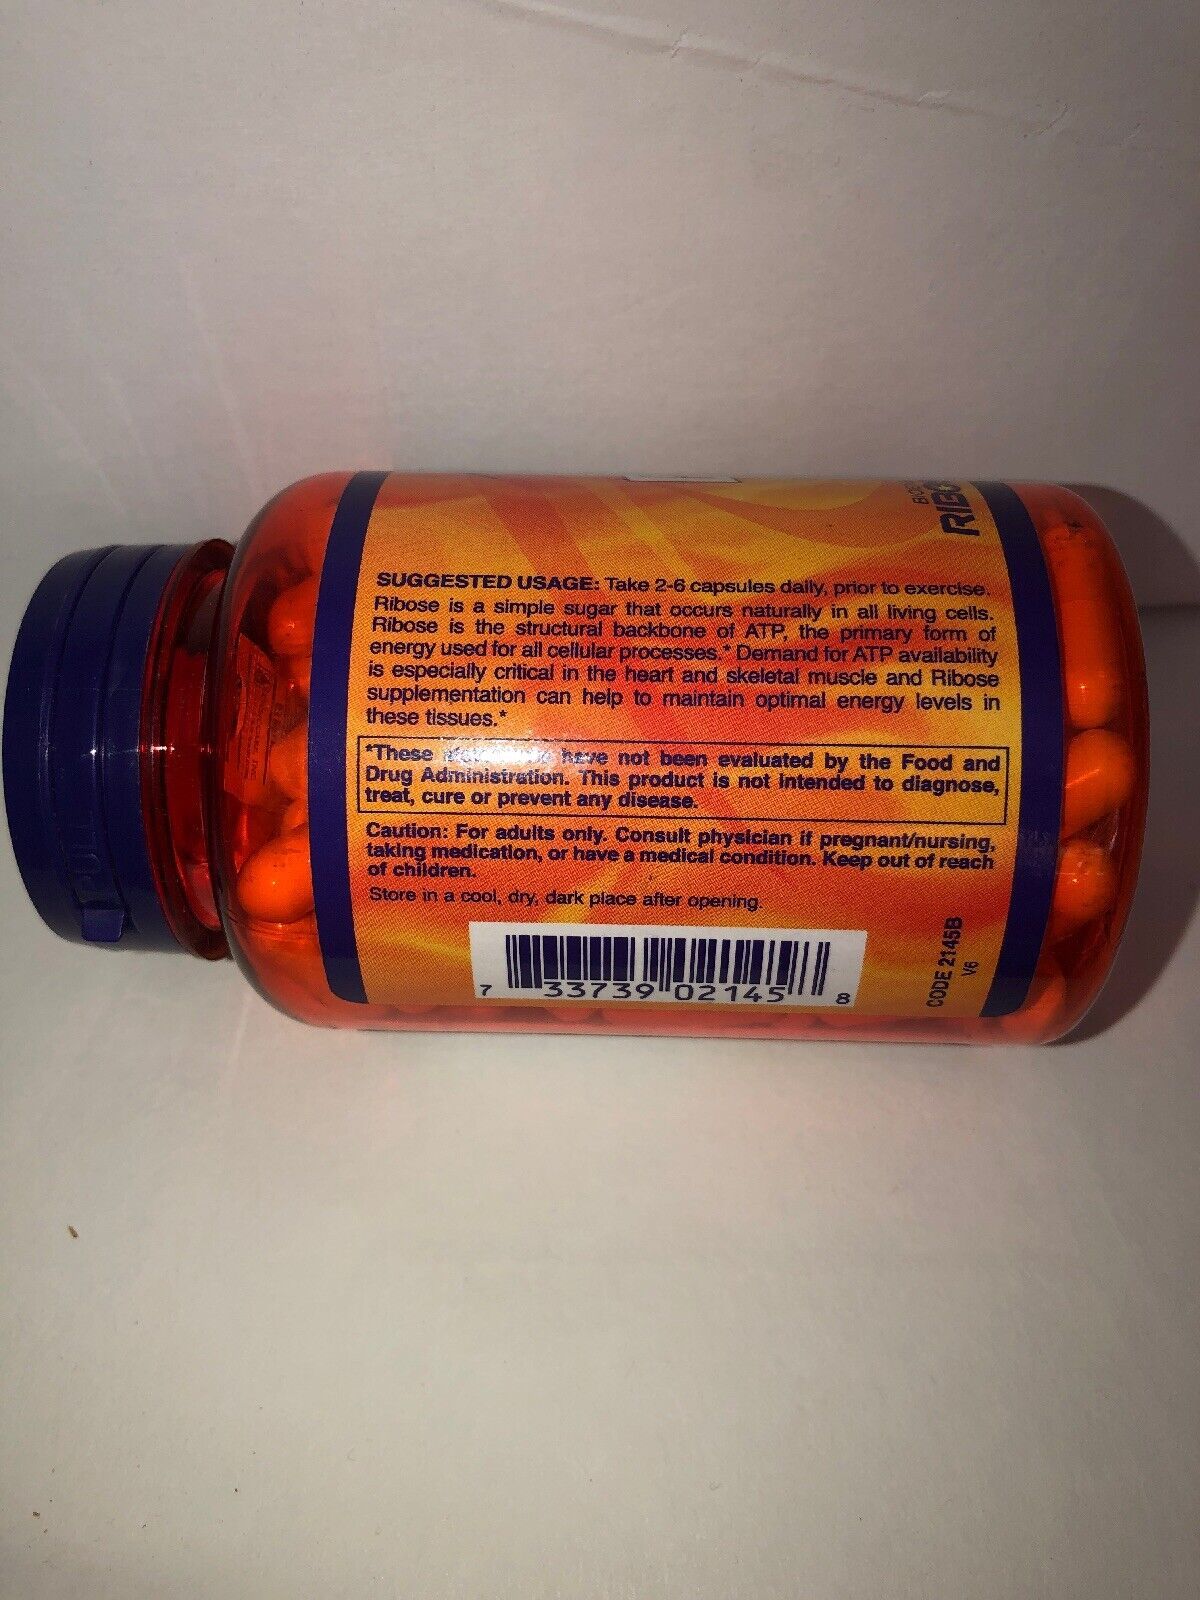 SUGGESTED USAGE: Take 2-6 capsules daily, prior to exercise.
Ribose is a simple sugar that occurs naturally in all living cells.
Ribose is the structural backbone of ATP, the primary form of
energy used for all cellular processes.* Demand for ATP availability
is especially critical in the heart and skeletal muscle and Ribose
supplementation can help to maintain optimal energy levels in
these tissues.*
*These have not been evaluated by the Food and
Drug Administration. This product is not intended to diagnose,
treat, cure or prevent any disease.
Caution: For adults only. Consult physician if pregnant/nursing,
taking medication, or have a medical condition. Keep out of reach
of children.
Store in a cool, dry, dark place after opening.
7 33739 02145 8
CODE 2145B
V6